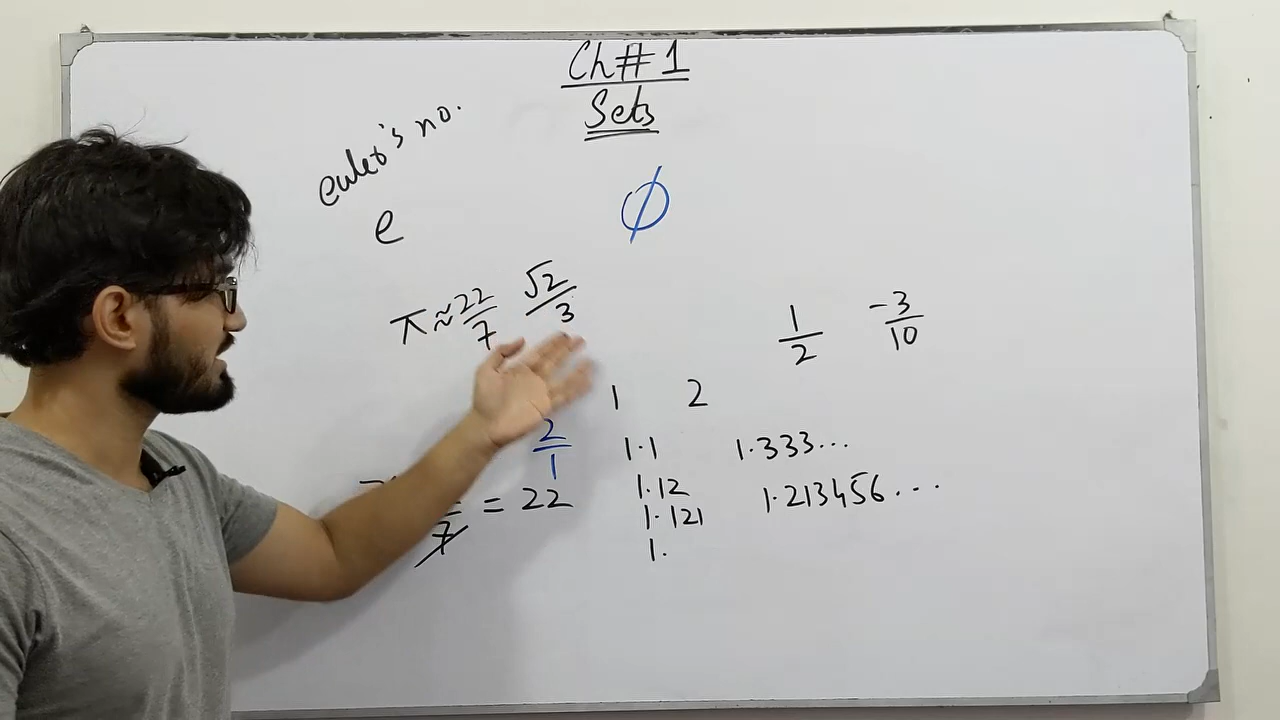 Ch# 1
Sets
euler's no.
e
ϕ
π ≈ 22/7 √2/3
1/2 -3/10
1 2
2/1 1.1 1.333...
7 = 22 1.12 1.213456...
1.121
1.